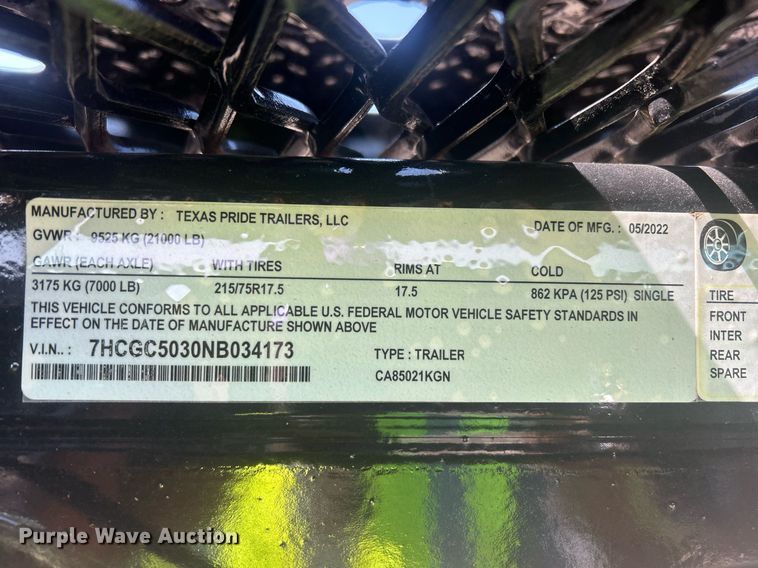 MANUFACTURED BY : TEXAS PRIDE TRAILERS, LLC DATE OF MFG. : 05/2022
GVWR : 9525 KG (21000 LB)
GAWR (EACH AXLE) WITH TIRES RIMS AT COLD
3175 KG (7000 LB) 215/75R17.5 17.5 862 KPA (125 PSI) SINGLE
THIS VEHICLE CONFORMS TO ALL APPLICABLE U.S. FEDERAL MOTOR VEHICLE SAFETY STANDARDS IN
EFFECT ON THE DATE OF MANUFACTURE SHOWN ABOVE
V.I.N.. : 7HCGC5030NB034173 TYPE : TRAILER
CA85021KGN
TIRE
FRONT
INTER
REAR
SPARE
Purple Wave Auction